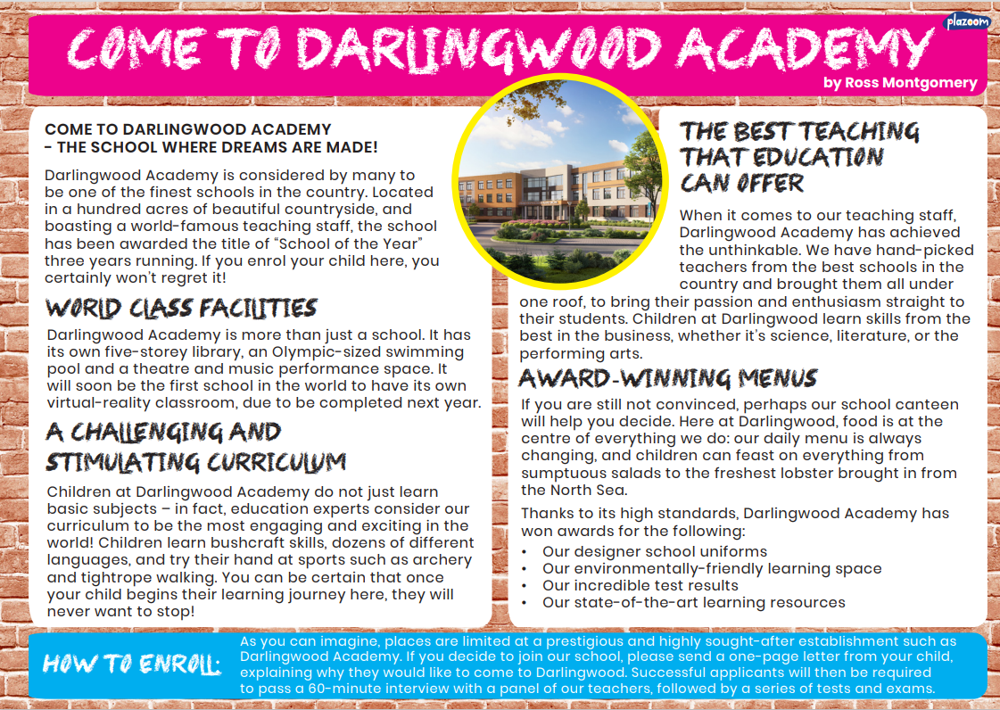 plazoom
COME TO DARLINGWOOD ACADEMY
by Ross Montgomery
COME TO DARLINGWOOD ACADEMY
- THE SCHOOL WHERE DREAMS ARE MADE!
Darlingwood Academy is considered by many to
be one of the finest schools in the country. Located
in a hundred acres of beautiful countryside, and
boasting a world-famous teaching staff, the school
has been awarded the title of “School of the Year”
three years running. If you enrol your child here, you
certainly won’t regret it!
WORLD CLASS FACILITIES
Darlingwood Academy is more than just a school. It has
its own five-storey library, an Olympic-sized swimming
pool and a theatre and music performance space. It
will soon be the first school in the world to have its own
virtual-reality classroom, due to be completed next year.
A CHALLENGING AND
STIMULATING CURRICULUM
Children at Darlingwood Academy do not just learn
basic subjects – in fact, education experts consider our
curriculum to be the most engaging and exciting in the
world! Children learn bushcraft skills, dozens of different
languages, and try their hand at sports such as archery
and tightrope walking. You can be certain that once
your child begins their learning journey here, they will
never want to stop!
THE BEST TEACHING
THAT EDUCATION
CAN OFFER
When it comes to our teaching staff,
Darlingwood Academy has achieved
the unthinkable. We have hand-picked
teachers from the best schools in the
country and brought them all under
one roof, to bring their passion and enthusiasm straight to
their students. Children at Darlingwood learn skills from the
best in the business, whether it’s science, literature, or the
performing arts.
AWARD-WINNING MENUS
If you are still not convinced, perhaps our school canteen
will help you decide. Here at Darlingwood, food is at the
centre of everything we do: our daily menu is always
changing, and children can feast on everything from
sumptuous salads to the freshest lobster brought in from
the North Sea.
Thanks to its high standards, Darlingwood Academy has
won awards for the following:
• Our designer school uniforms
• Our environmentally-friendly learning space
• Our incredible test results
• Our state-of-the-art learning resources
HOW TO ENROLL:
As you can imagine, places are limited at a prestigious and highly sought-after establishment such as
Darlingwood Academy. If you decide to join our school, please send a one-page letter from your child,
explaining why they would like to come to Darlingwood. Successful applicants will then be required
to pass a 60-minute interview with a panel of our teachers, followed by a series of tests and exams.